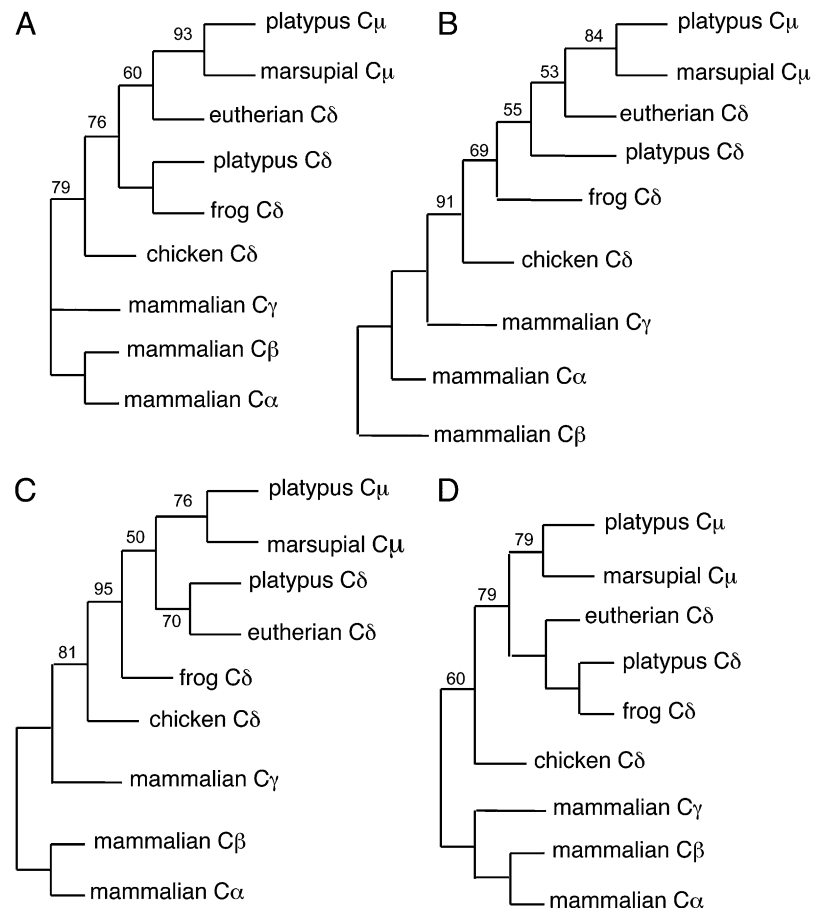 A
93
platypus Cμ
marsupial Cμ
60
eutherian Cδ
76
platypus Cδ
frog Cδ
79
chicken Cδ
mammalian Cγ
mammalian Cβ
mammalian Cα
B
84
platypus Cμ
marsupial Cμ
53
eutherian Cδ
55
platypus Cδ
69
frog Cδ
91
chicken Cδ
mammalian Cγ
mammalian Cα
mammalian Cβ
C
76
platypus Cμ
marsupial Cμ
50
platypus Cδ
70
eutherian Cδ
95
frog Cδ
81
chicken Cδ
mammalian Cγ
mammalian Cβ
mammalian Cα
D
79
platypus Cμ
marsupial Cμ
79
eutherian Cδ
platypus Cδ
frog Cδ
60
chicken Cδ
mammalian Cγ
mammalian Cβ
mammalian Cα